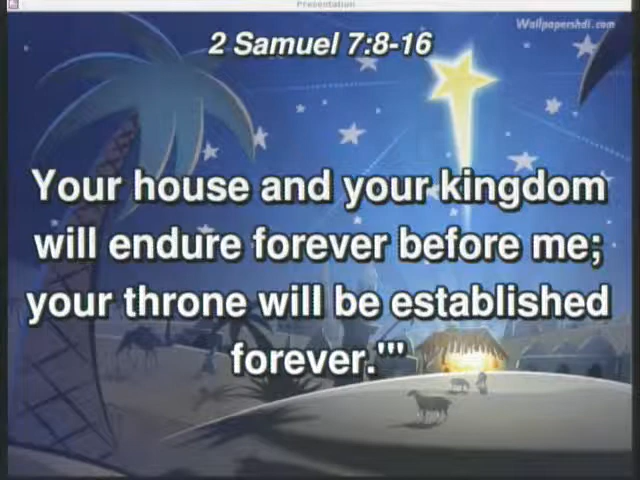 Presentation
Wallpapershdi.com
2 Samuel 7:8-16
Your house and your kingdom
will endure forever before me;
your throne will be established
forever.'"